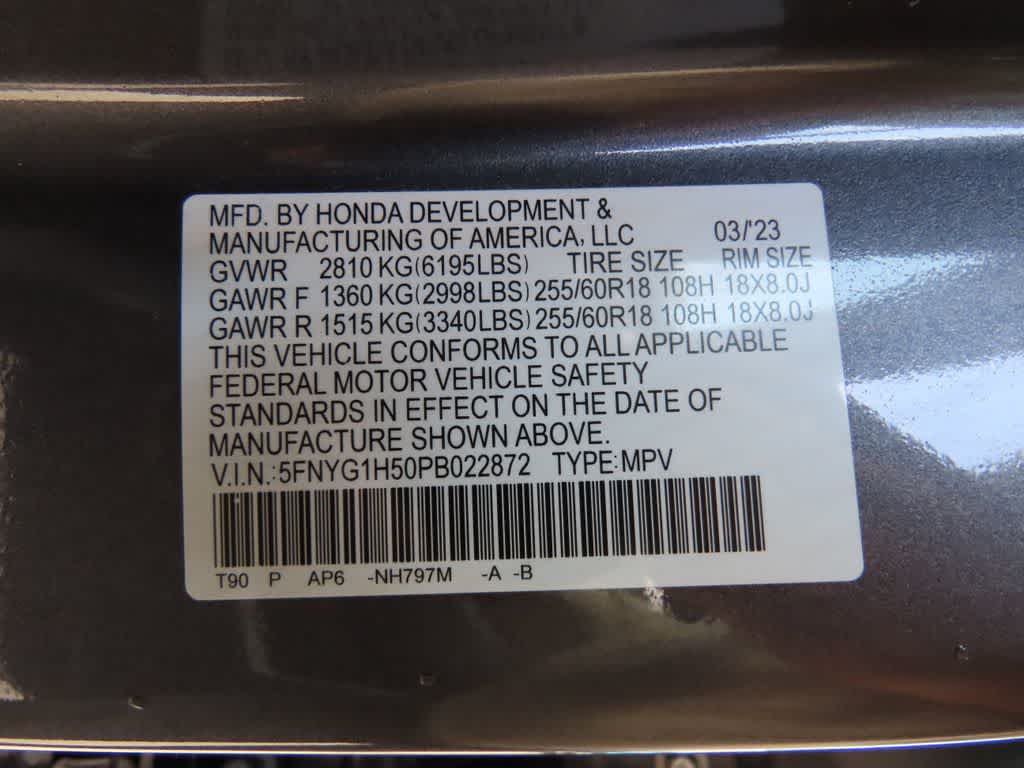 MFD. BY HONDA DEVELOPMENT &
MANUFACTURING OF AMERICA, LLC 03/'23
GVWR 2810 KG(6195LBS) TIRE SIZE RIM SIZE
GAWR F 1360 KG(2998LBS) 255/60R18 108H 18X8.0J
GAWR R 1515 KG(3340LBS) 255/60R18 108H 18X8.0J
THIS VEHICLE CONFORMS TO ALL APPLICABLE
FEDERAL MOTOR VEHICLE SAFETY
STANDARDS IN EFFECT ON THE DATE OF
MANUFACTURE SHOWN ABOVE.
V.I.N.:5FNYG1H50PB022872 TYPE:MPV
T90 P AP6 -NH797M -A -B